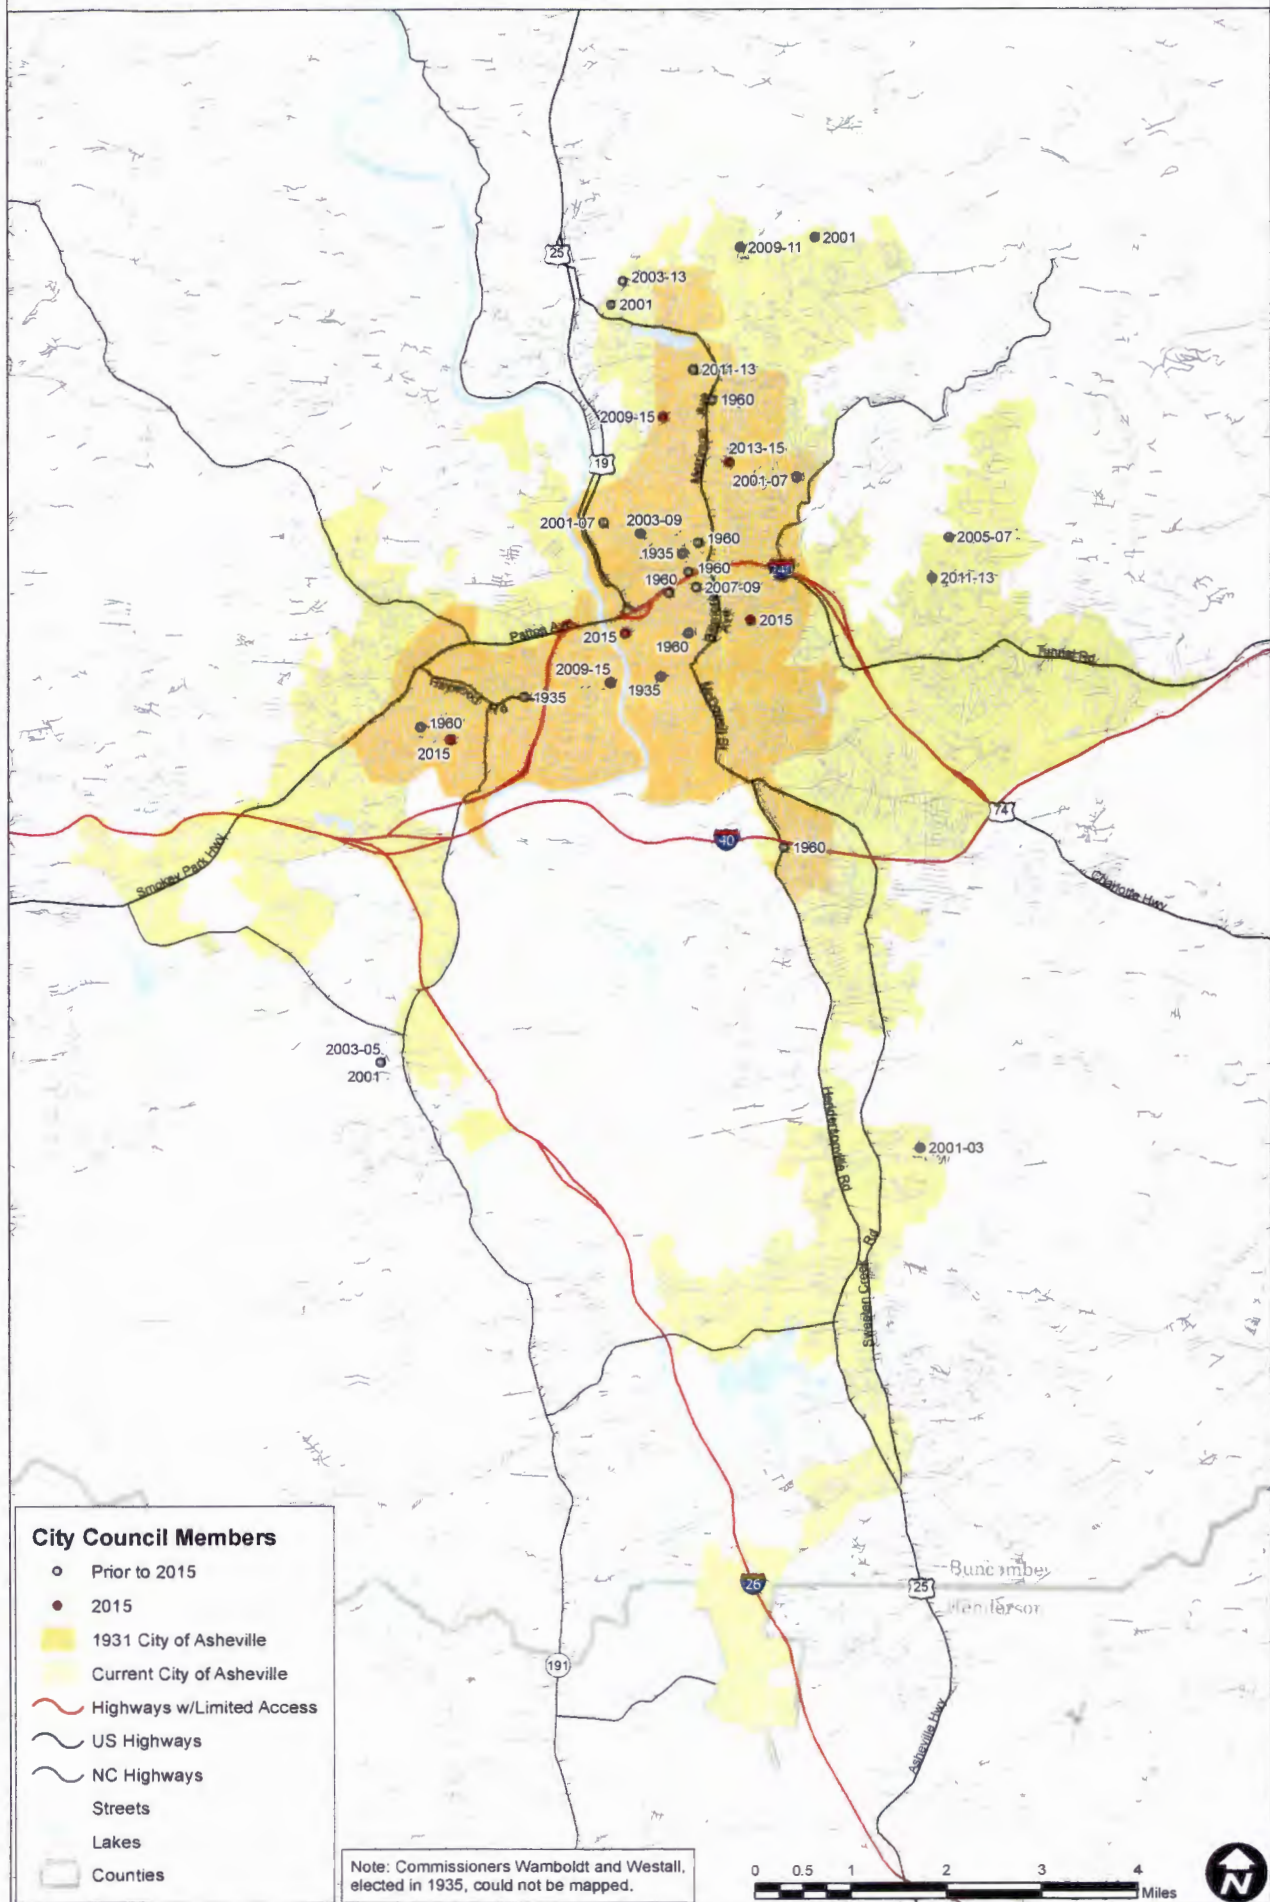 25
2009-11
2001
2003-13
2001
2011-13
1960
2009-15
Merrimon Ave
2013-15
19
2001-07
2001-07
2003-09
1960
2005-07
1935
1960
240
2011-13
1960
2007-09
Ave
2015
Patton Ave
2015
1960
Tunnel Rd
2009-15
1935
Haywood Rd
1935
McDowell St
1960
2015
74
40
1960
Smokey Park Hwy
Charlotte Hwy
2003-05
2001
Hendersonville Rd
2001-03
Sweeten Creek Rd
City Council Members
Prior to 2015
2015
1931 City of Asheville
Current City of Asheville
Highways w/Limited Access
US Highways
NC Highways
Streets
Lakes
Counties
26
Buncombe
25
Henderson
191
Asheville Hwy
Note: Commissioners Wamboldt and Westall,
elected in 1935, could not be mapped.
0 0.5 1 2 3 4
Miles
N